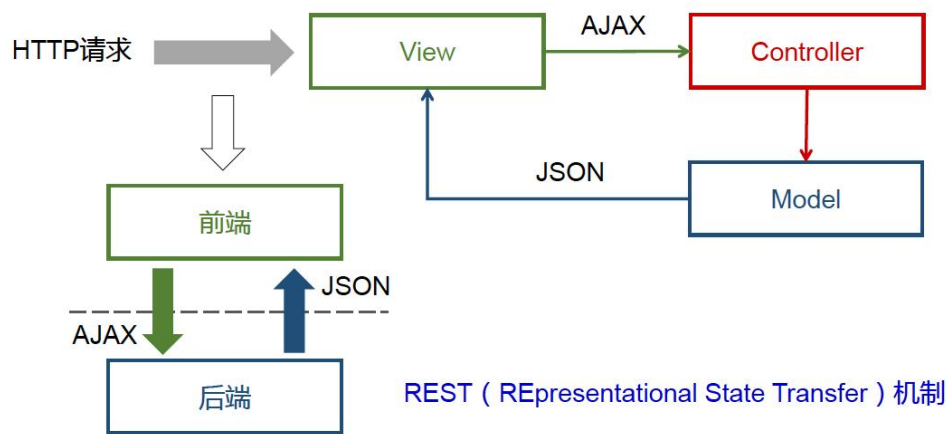 HTTP请求
View
AJAX
Controller
JSON
Model
前端
JSON
AJAX
后端
REST（REpresentational State Transfer）机制